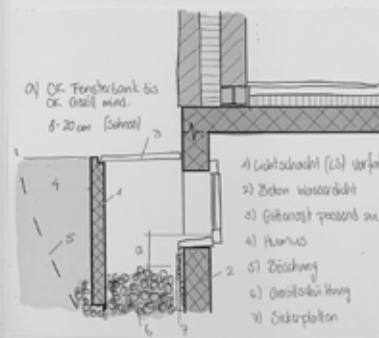 a) OK Fensterbank bis
OK Geröll mind.
8-20 cm (Schnee)
3
1) Lichtschacht (LS)
4
1
2) Beton wasserdicht
3) Gitterrost passend zu
a
4) Humus
5
2
5) Böschung
6) Geröllschüttung
7) Sickerplatten
6
7